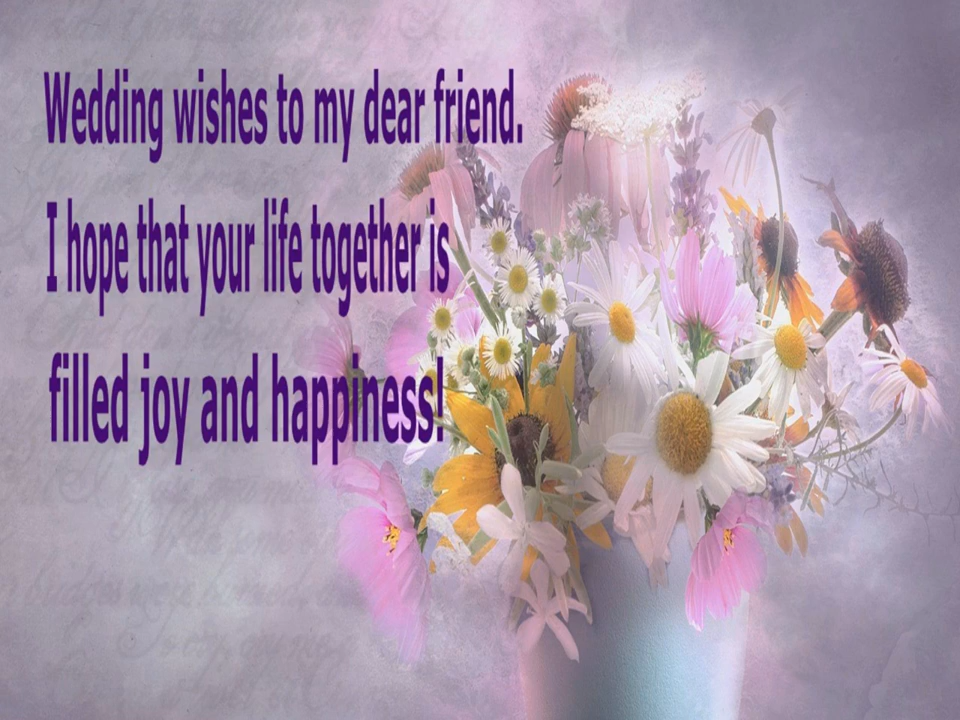 Wedding wishes to my dear friend.
I hope that your life together is
filled joy and happiness!